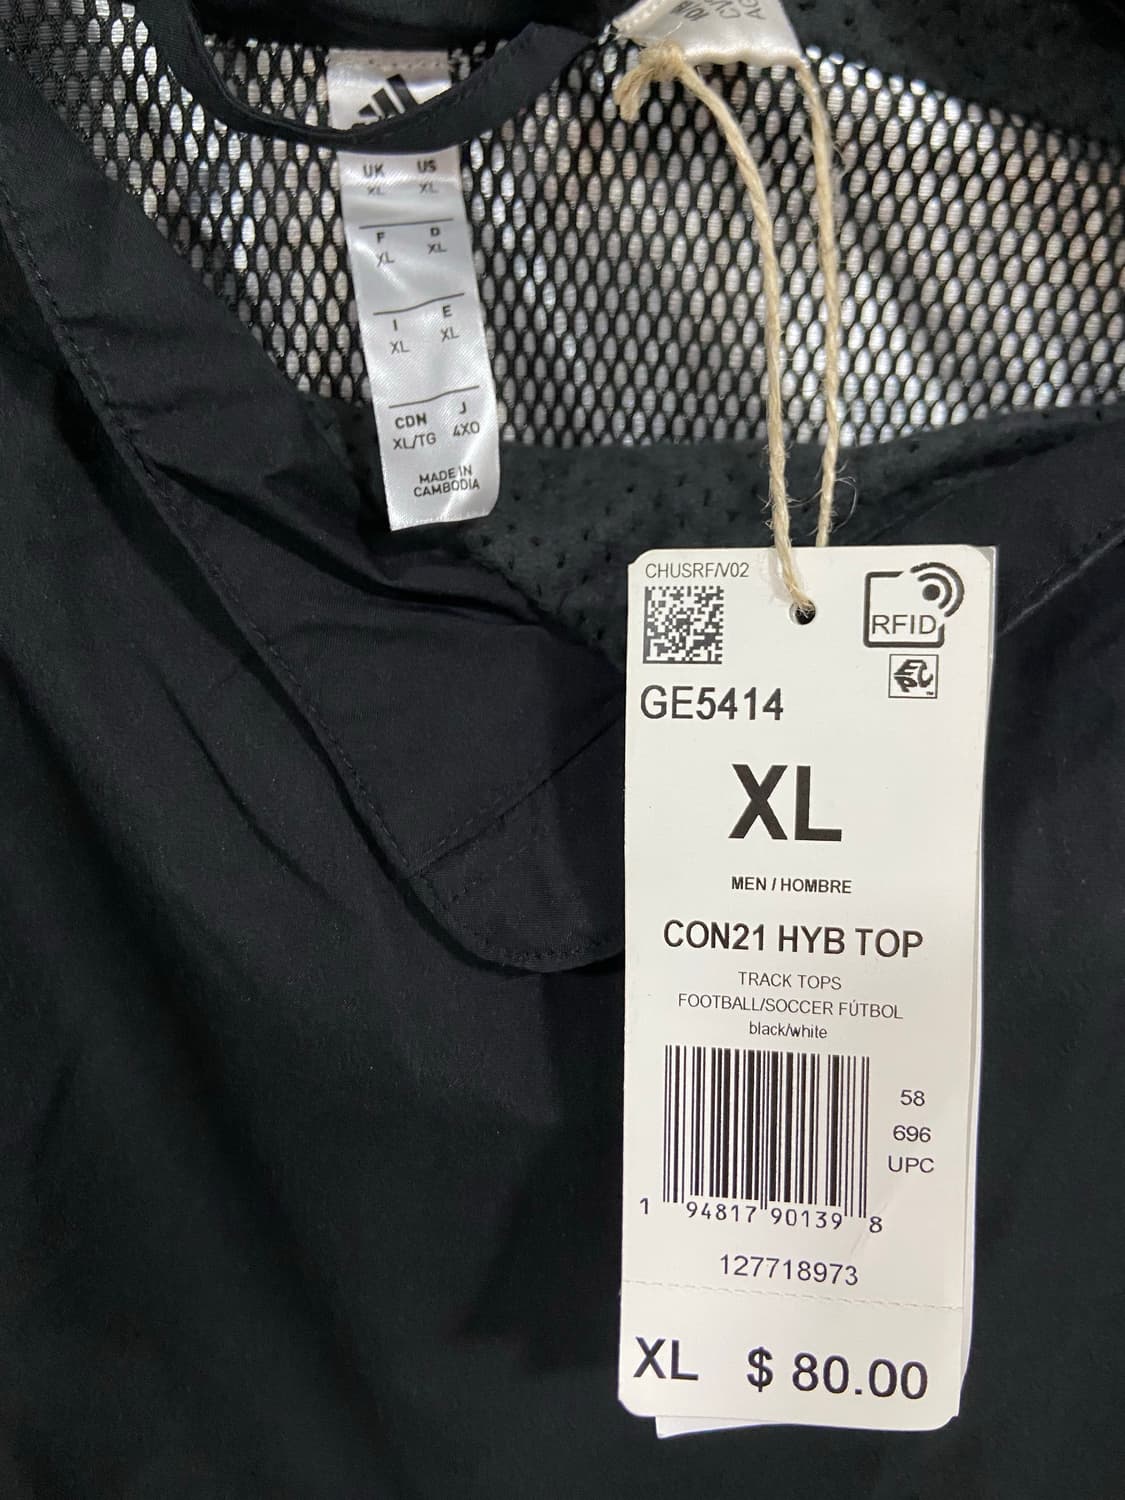 UK US
XL XL
F D
XL XL
I E
XL XL
CDN J
XL/TG 4XO
MADE IN
CAMBODIA
CHUSRF/V02
RFID
GE5414
XL
MEN / HOMBRE
CON21 HYB TOP
TRACK TOPS
FOOTBALL/SOCCER FÚTBOL
black/white
58
696
UPC
1 94817 90139 8
127718973
XL $ 80.00